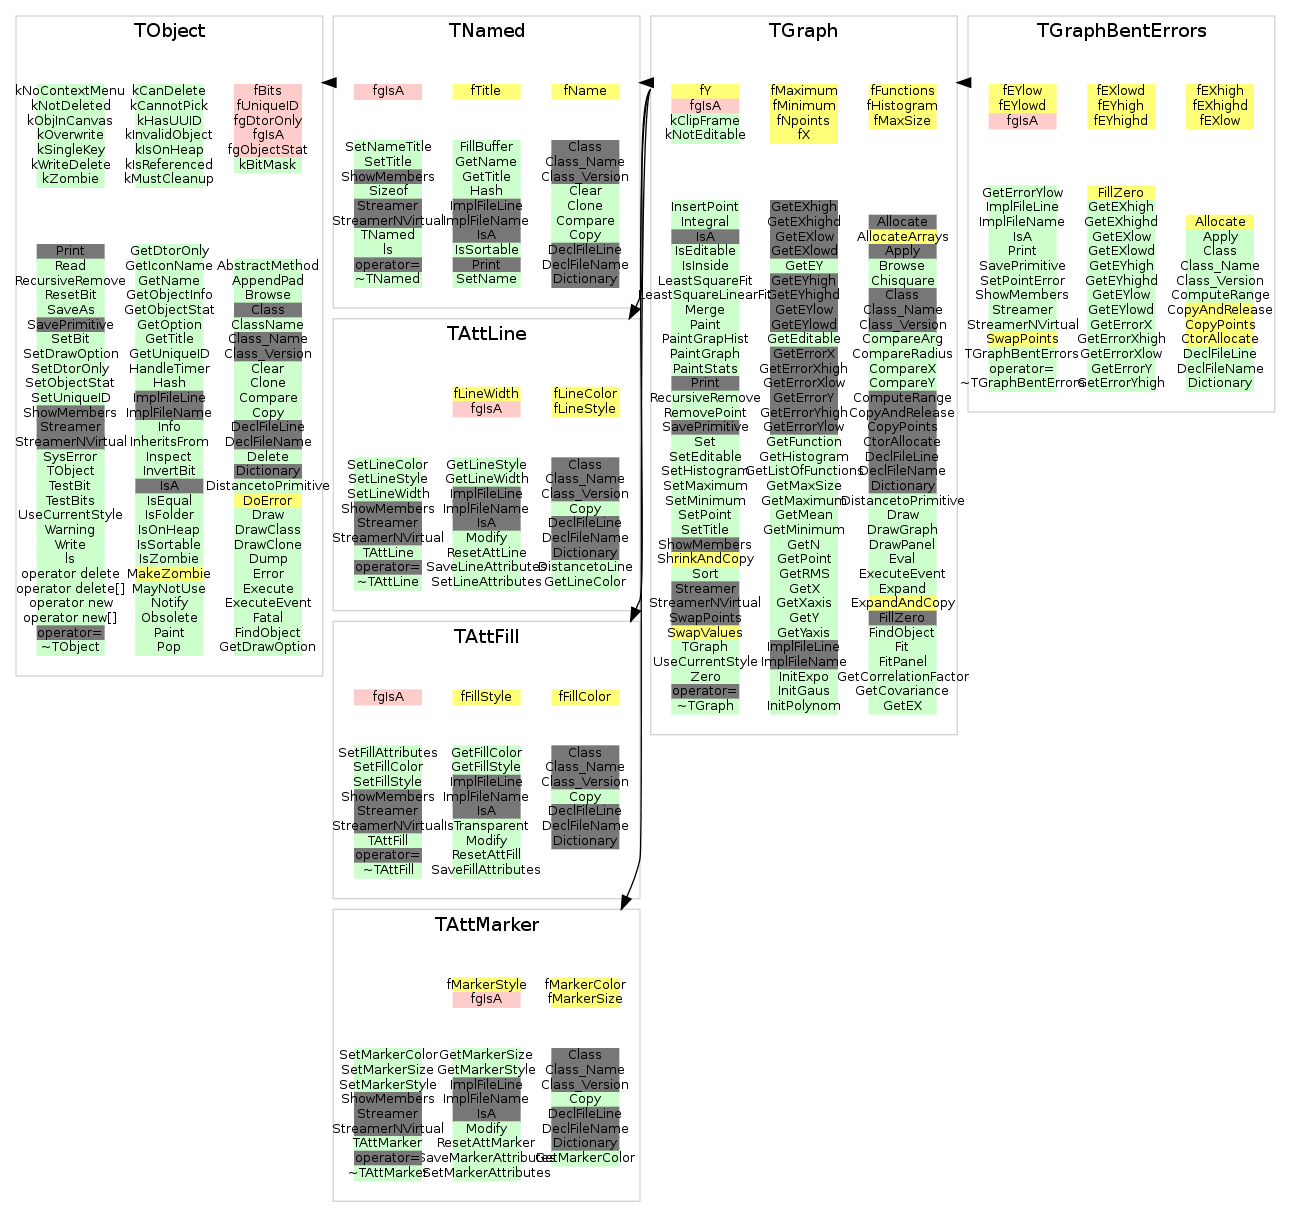 TObject
kNoContextMenu kCanDelete fBits
kNotDeleted kCannotPick fUniqueID
kObjInCanvas kHasUUID fgDtorOnly
kOverwrite kInvalidObject fgIsA
kSingleKey kIsOnHeap fgObjectStat
kWriteDelete kIsReferenced kBitMask
kZombie kMustCleanup
Print GetDtorOnly
Read GetIconName AbstractMethod
RecursiveRemove GetName AppendPad
ResetBit GetObjectInfo Browse
SaveAs GetObjectStat Class
SavePrimitive GetOption ClassName
SetBit GetTitle Class_Name
SetDrawOption GetUniqueID Class_Version
SetDtorOnly HandleTimer Clear
SetObjectStat Hash Clone
SetUniqueID ImplFileLine Compare
ShowMembers ImplFileName Copy
Streamer Info DeclFileLine
StreamerNVirtual InheritsFrom DeclFileName
SysError Inspect Delete
TObject InvertBit Dictionary
TestBit IsA DistancetoPrimitive
TestBits IsEqual DoError
UseCurrentStyle IsFolder Draw
Warning IsOnHeap DrawClass
Write IsSortable DrawClone
ls IsZombie Dump
operator delete MakeZombie Error
operator delete[] MayNotUse Execute
operator new Notify ExecuteEvent
operator new[] Obsolete Fatal
operator= Paint FindObject
~TObject Pop GetDrawOption
TNamed
fgIsA fTitle fName
SetNameTitle FillBuffer Class
SetTitle GetName Class_Name
ShowMembers GetTitle Class_Version
Sizeof Hash Clear
Streamer ImplFileLine Clone
StreamerNVirtual ImplFileName Compare
TNamed IsA Copy
ls IsSortable DeclFileLine
operator= Print DeclFileName
~TNamed SetName Dictionary
TAttLine
fLineWidth fLineColor
fgIsA fLineStyle
SetLineColor GetLineStyle Class
SetLineStyle GetLineWidth Class_Name
SetLineWidth ImplFileLine Class_Version
ShowMembers ImplFileName Copy
Streamer IsA DeclFileLine
StreamerNVirtual Modify DeclFileName
TAttLine ResetAttLine Dictionary
operator= SaveLineAttributes DistancetoLine
~TAttLine SetLineAttributes GetLineColor
TAttFill
fgIsA fFillStyle fFillColor
SetFillAttributes GetFillColor Class
SetFillColor GetFillStyle Class_Name
SetFillStyle ImplFileLine Class_Version
ShowMembers ImplFileName Copy
Streamer IsA DeclFileLine
StreamerNVirtual IsTransparent DeclFileName
TAttFill Modify Dictionary
operator= ResetAttFill
~TAttFill SaveFillAttributes
TAttMarker
fMarkerStyle fMarkerColor
fgIsA fMarkerSize
SetMarkerColor GetMarkerSize Class
SetMarkerSize GetMarkerStyle Class_Name
SetMarkerStyle ImplFileLine Class_Version
ShowMembers ImplFileName Copy
Streamer IsA DeclFileLine
StreamerNVirtual Modify DeclFileName
TAttMarker ResetAttMarker Dictionary
operator= SaveMarkerAttributes GetMarkerColor
~TAttMarker SetMarkerAttributes
TGraph
fY fMaximum fFunctions
fgIsA fMinimum fHistogram
kClipFrame fNpoints fMaxSize
kNotEditable fX
InsertPoint GetEXhigh
Integral GetEXhighd Allocate
IsA GetEXlow AllocateArrays
IsEditable GetEXlowd Apply
IsInside GetEY Browse
LeastSquareFit GetEYhigh Chisquare
LeastSquareLinearFit GetEYhighd Class
Merge GetEYlow Class_Name
Paint GetEYlowd Class_Version
PaintGraphHist GetEditable CompareArg
PaintGraph GetErrorX CompareRadius
PaintStats GetErrorXhigh CompareX
Print GetErrorXlow CompareY
RecursiveRemove GetErrorY ComputeRange
RemovePoint GetErrorYhigh CopyAndRelease
SavePrimitive GetErrorYlow CopyPoints
Set GetFunction CtorAllocate
SetEditable GetHistogram DeclFileLine
SetHistogram GetListOfFunctions DeclFileName
SetMaximum GetMaxSize Dictionary
SetMinimum GetMaximum DistancetoPrimitive
SetPoint GetMean Draw
SetTitle GetMinimum DrawGraph
ShowMembers GetN DrawPanel
ShrinkAndCopy GetPoint Eval
Sort GetRMS ExecuteEvent
Streamer GetX Expand
StreamerNVirtual GetXaxis ExpandAndCopy
SwapPoints GetY FillZero
SwapValues GetYaxis FindObject
TGraph ImplFileLine Fit
UseCurrentStyle ImplFileName FitPanel
Zero InitExpo GetCorrelationFactor
operator= InitGaus GetCovariance
~TGraph InitPolynom GetEX
TGraphBentErrors
fEYlow fEXlowd fEXhigh
fEYlowd fEYhigh fEXhighd
fgIsA fEYhighd fEXlow
GetErrorYlow FillZero
ImplFileLine GetEXhigh
ImplFileName GetEXhighd Allocate
IsA GetEXlow Apply
Print GetEXlowd Class
SavePrimitive GetEYhigh Class_Name
SetPointError GetEYhighd Class_Version
ShowMembers GetEYlow ComputeRange
Streamer GetEYlowd CopyAndRelease
StreamerNVirtual GetErrorX CopyPoints
SwapPoints GetErrorXhigh CtorAllocate
TGraphBentErrors GetErrorXlow DeclFileLine
operator= GetErrorY DeclFileName
~TGraphBentErrors GetErrorYhigh Dictionary